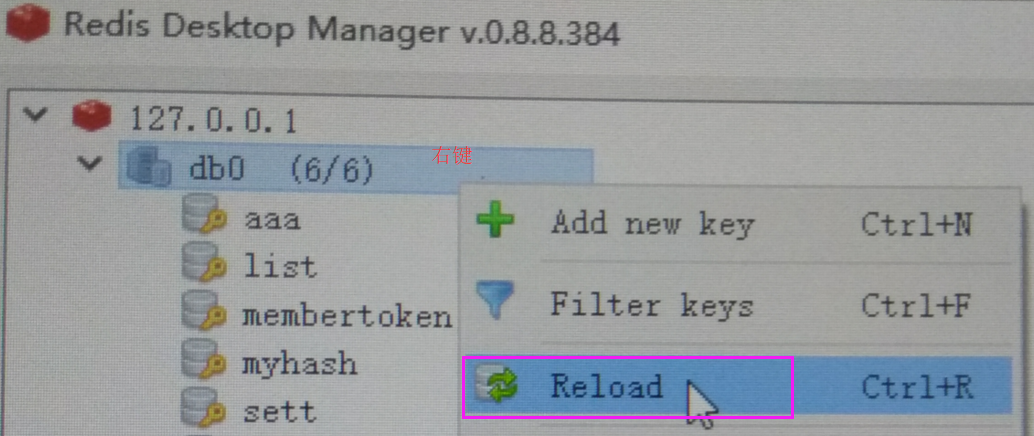 Redis Desktop Manager v.0.8.8.384
127.0.0.1
db0 (6/6)
右键
aaa
list
membertoken
myhash
sett
Add new key Ctrl+N
Filter keys Ctrl+F
Reload Ctrl+R